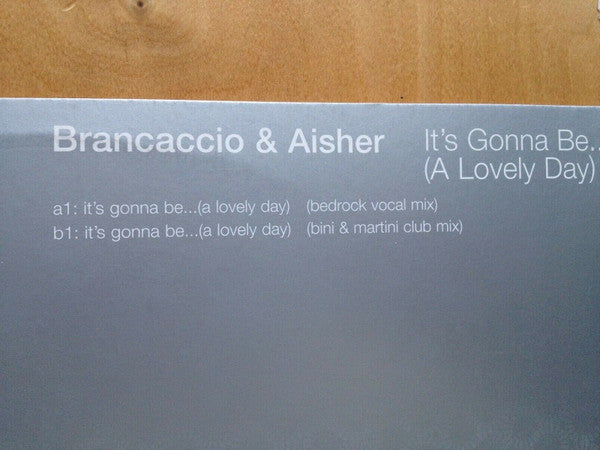 Brancaccio & Aisher
It's Gonna Be..
(A Lovely Day)
a1: it's gonna be...(a lovely day) (bedrock vocal mix)
b1: it's gonna be...(a lovely day) (bini & martini club mix)